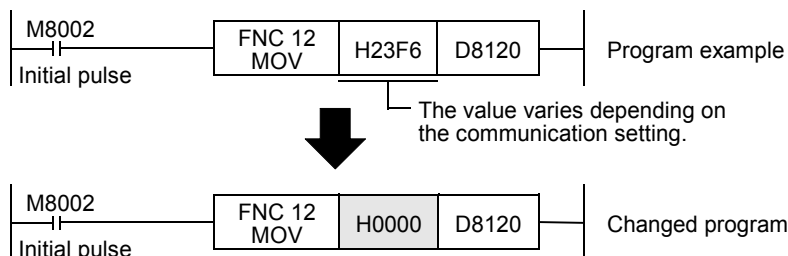 M8002
FNC 12
MOV
H23F6
D8120
Program example
Initial pulse
The value varies depending on
the communication setting.
M8002
FNC 12
MOV
H0000
D8120
Changed program
Initial pulse